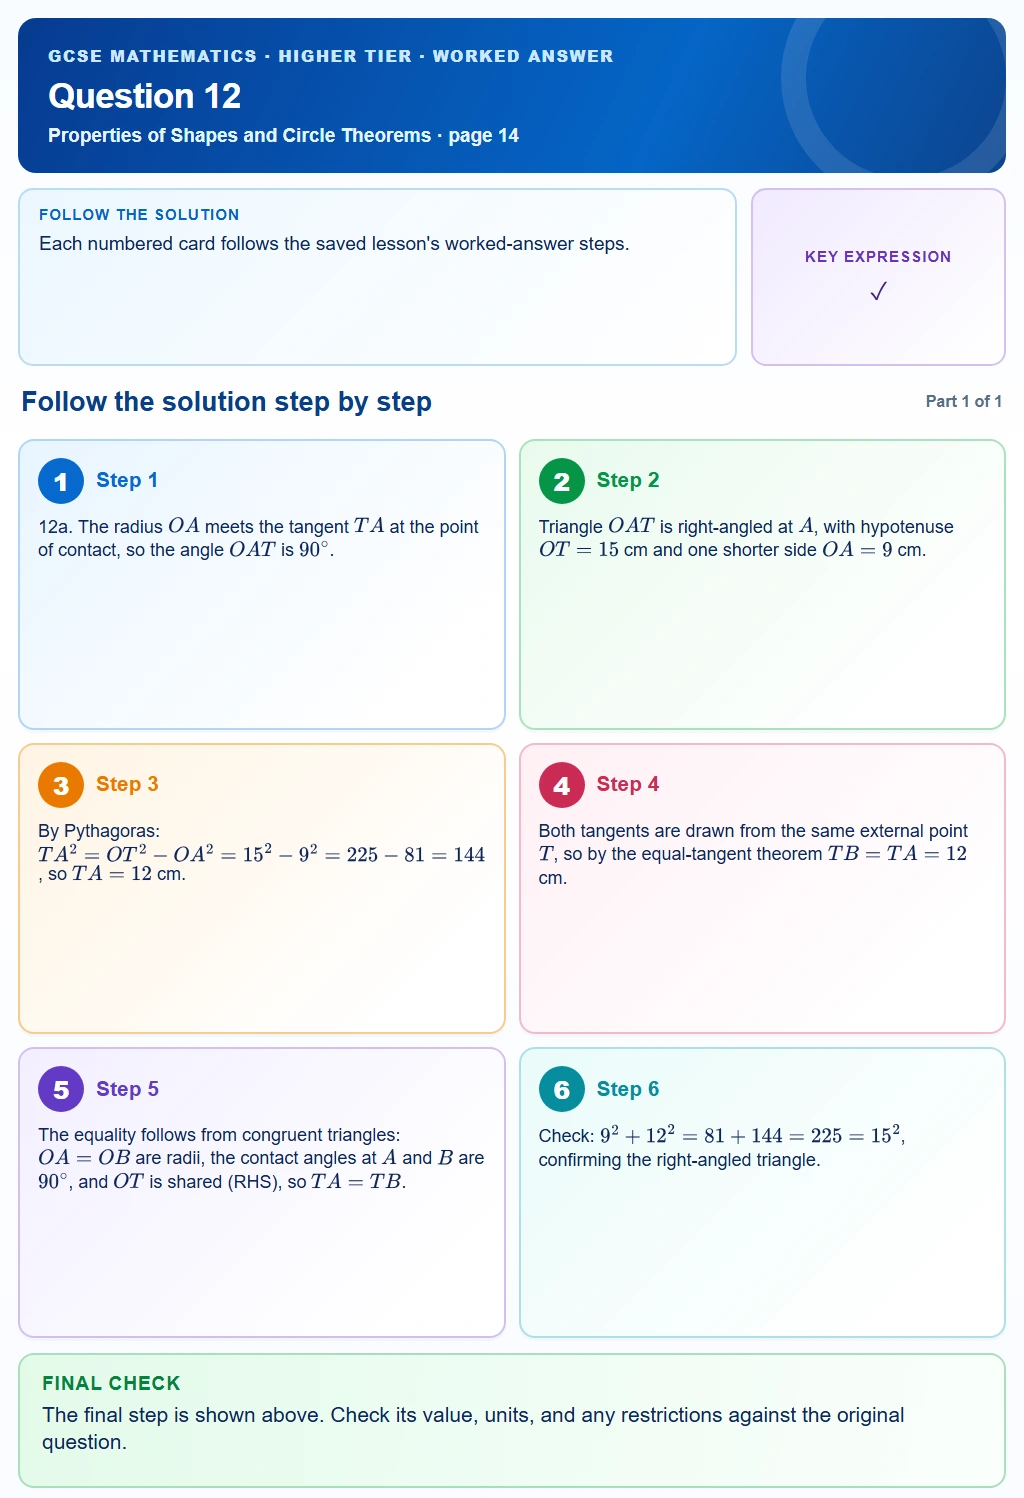 GCSE MATHEMATICS · HIGHER TIER · WORKED ANSWER
Question 12
Properties of Shapes and Circle Theorems · page 14
FOLLOW THE SOLUTION
Each numbered card follows the saved lesson's worked-answer steps.
KEY EXPRESSION
✓
Follow the solution step by step
Part 1 of 1
1 Step 1
12a. The radius OA meets the tangent TA at the point
of contact, so the angle OAT is 90°.
2 Step 2
Triangle OAT is right-angled at A, with hypotenuse
OT = 15 cm and one shorter side OA = 9 cm.
3 Step 3
By Pythagoras:
TA² = OT² − OA² = 15² − 9² = 225 − 81 = 144
, so TA = 12 cm.
4 Step 4
Both tangents are drawn from the same external point
T, so by the equal-tangent theorem TB = TA = 12
cm.
5 Step 5
The equality follows from congruent triangles:
OA = OB are radii, the contact angles at A and B are
90°, and OT is shared (RHS), so TA = TB.
6 Step 6
Check: 9² + 12² = 81 + 144 = 225 = 15²,
confirming the right-angled triangle.
FINAL CHECK
The final step is shown above. Check its value, units, and any restrictions against the original
question.